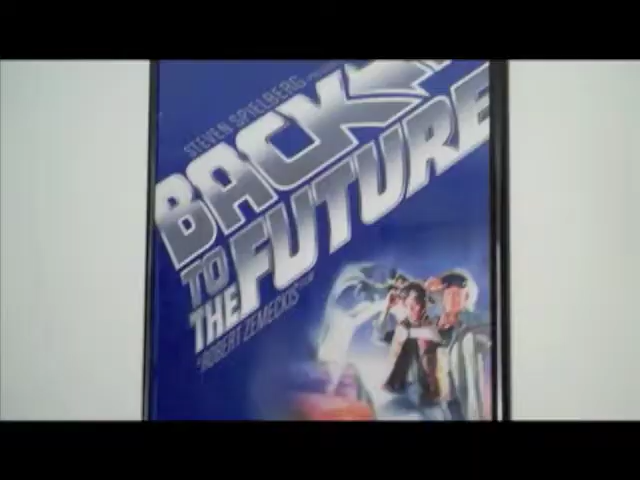 STEVEN SPIELBERG
BACK
TO
THE FUTURE
ROBERT ZEMECKIS